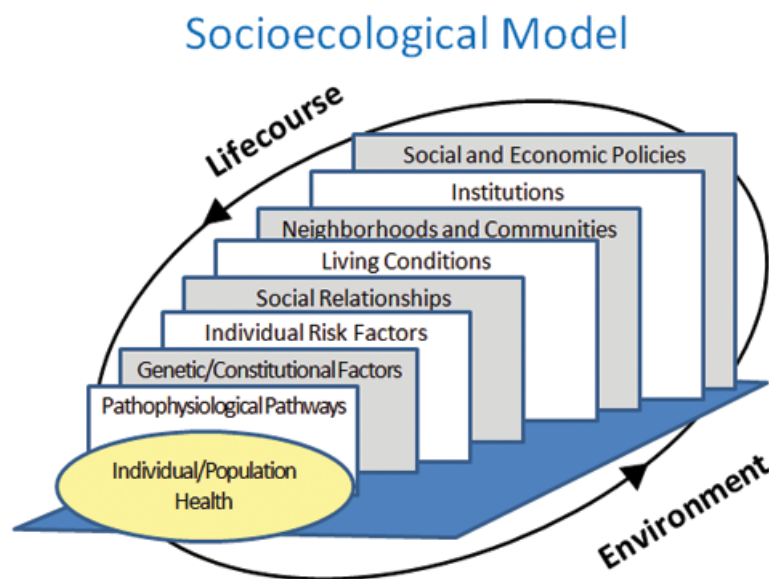 Socioecological Model
Lifecourse
Social and Economic Policies
Institutions
Neighborhoods and Communities
Living Conditions
Social Relationships
Individual Risk Factors
Genetic/Constitutional Factors
Pathophysiological Pathways
Individual/Population
Health
Environment